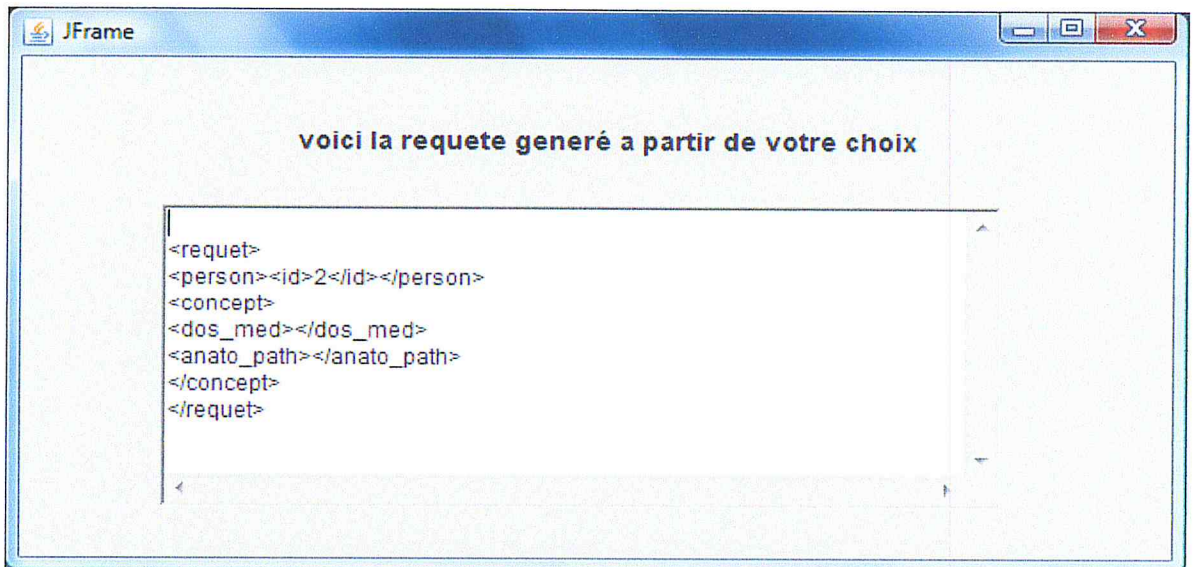 JFrame
voici la requete generé a partir de votre choix
<requet>
<person><id>2</id></person>
<concept>
<dos_med></dos_med>
<anato_path></anato_path>
</concept>
</requet>